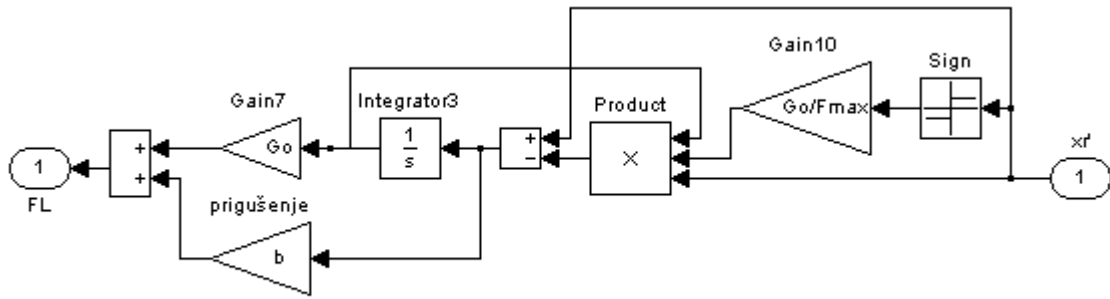 Gain10
Sign
Gain7
Integrator3
Product
Go/Fmax
xr'
+
Go
1
s
+
−
×
1
+
+
1
FL
prigušenje
b